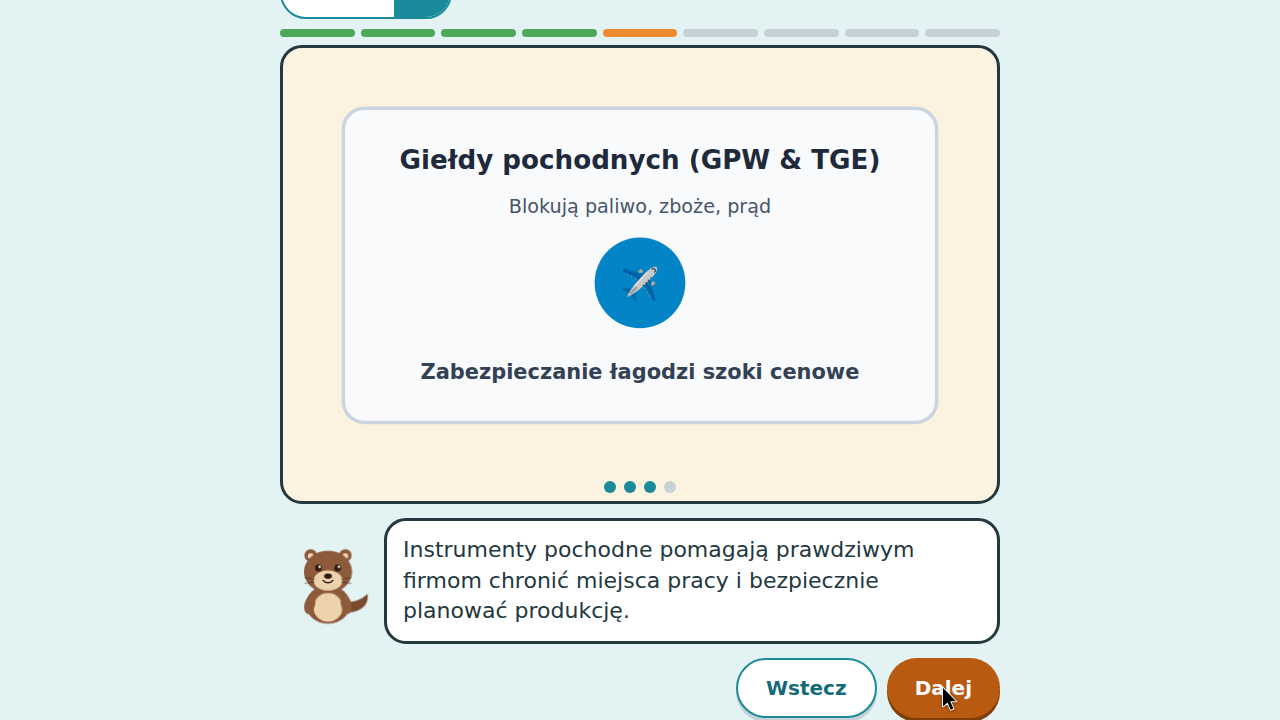 Giełdy pochodnych (GPW & TGE)
Blokują paliwo, zboże, prąd
Zabezpieczanie łagodzi szoki cenowe
Instrumenty pochodne pomagają prawdziwym
firmom chronić miejsca pracy i bezpiecznie
planować produkcję.
Wstecz
Dalej